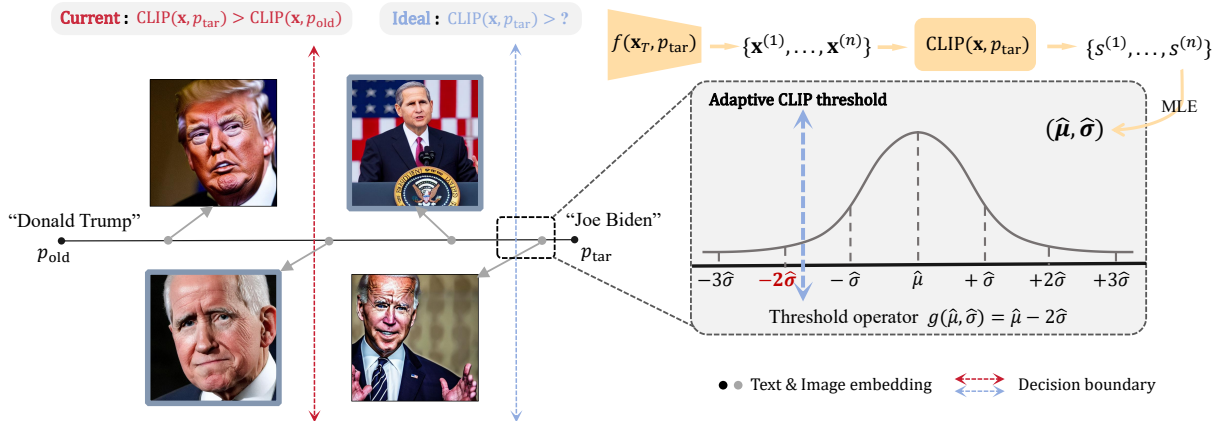 Current : CLIP(𝐱, p_tar) > CLIP(𝐱, p_old)
Ideal : CLIP(𝐱, p_tar) > ?
"Donald Trump"
p_old
"Joe Biden"
p_tar
f(𝐱_T, p_tar)
{𝐱^(1), . . . , 𝐱^(n)}
CLIP(𝐱, p_tar)
{s^(1), . . . , s^(n)}
MLE
(μ̂, σ̂)
Adaptive CLIP threshold
−3σ̂ −2σ̂ − σ̂ μ̂ + σ̂ +2σ̂ +3σ̂
Threshold operator g(μ̂, σ̂) = μ̂ − 2σ̂
Text & Image embedding
Decision boundary